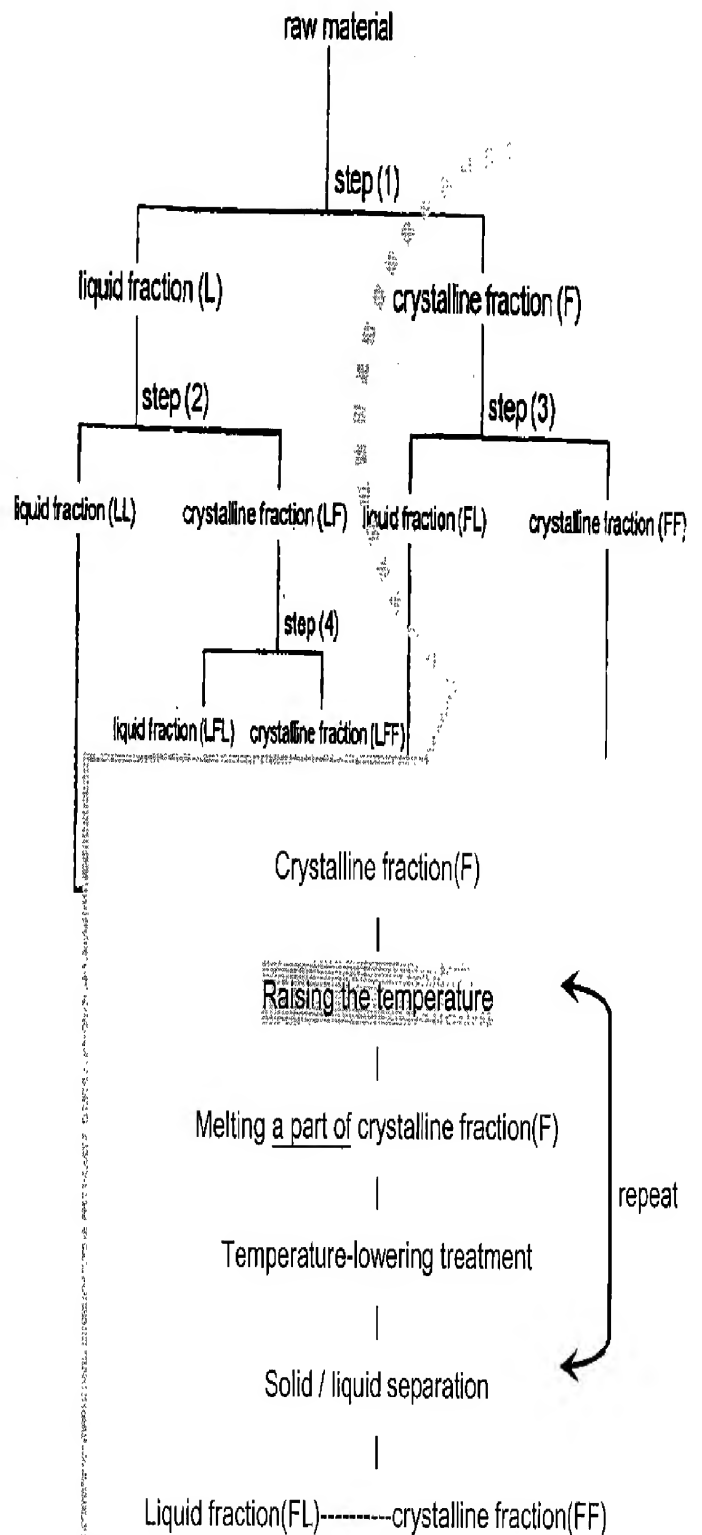 raw material
step (1)
liquid fraction (L) crystalline fraction (F)
step (2) step (3)
liquid fraction (LL) crystalline fraction (LF) liquid fraction (FL) crystalline fraction (FF)
step (4)
liquid fraction (LFL) crystalline fraction (LFF)
Crystalline fraction(F)
Raising the temperature
Melting a part of crystalline fraction(F)
repeat
Temperature-lowering treatment
Solid / liquid separation
Liquid fraction(FL)----------crystalline fraction(FF)